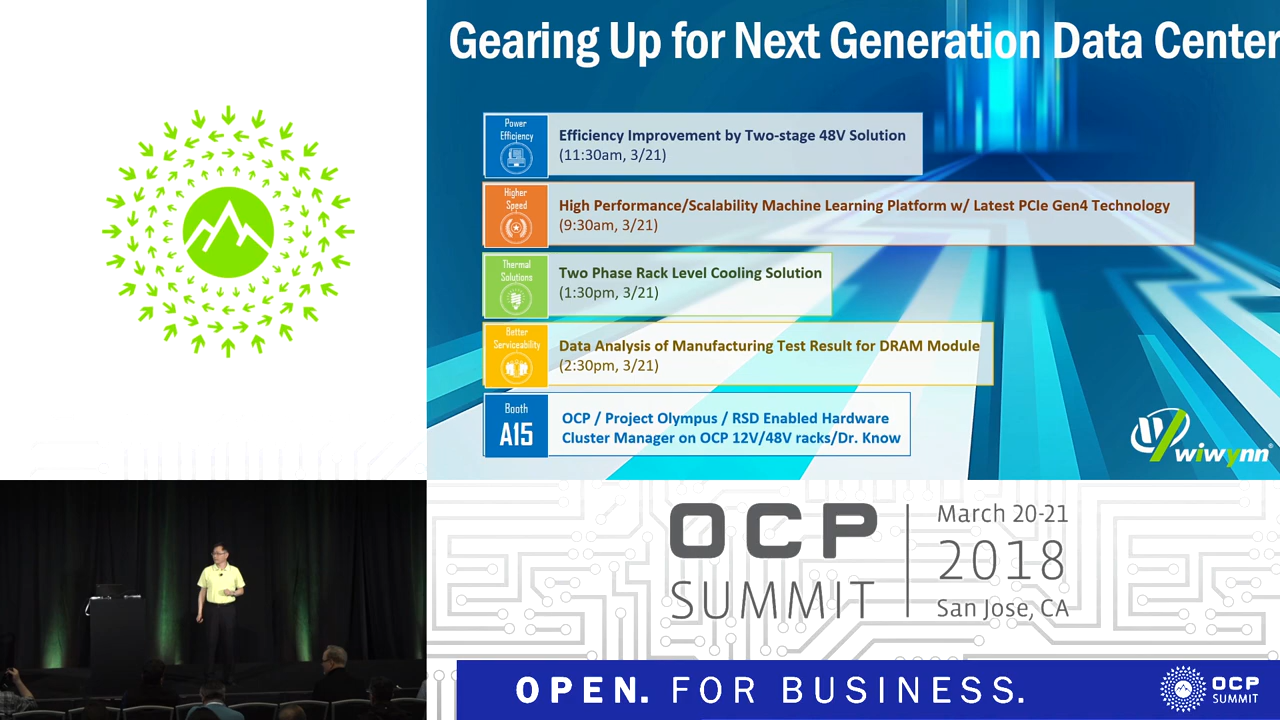 Gearing Up for Next Generation Data Center
Power
Efficiency
Efficiency Improvement by Two-stage 48V Solution
(11:30am, 3/21)
Higher
Speed
High Performance/Scalability Machine Learning Platform w/ Latest PCIe Gen4 Technology
(9:30am, 3/21)
Thermal
Solutions
Two Phase Rack Level Cooling Solution
(1:30pm, 3/21)
Better
Serviceability
Data Analysis of Manufacturing Test Result for DRAM Module
(2:30pm, 3/21)
Booth
A15
OCP / Project Olympus / RSD Enabled Hardware
Cluster Manager on OCP 12V/48V racks/Dr. Know
wiwynn®
OCP
SUMMIT
March 20-21
2018
San Jose, CA
OPEN. FOR BUSINESS.
OCP
SUMMIT